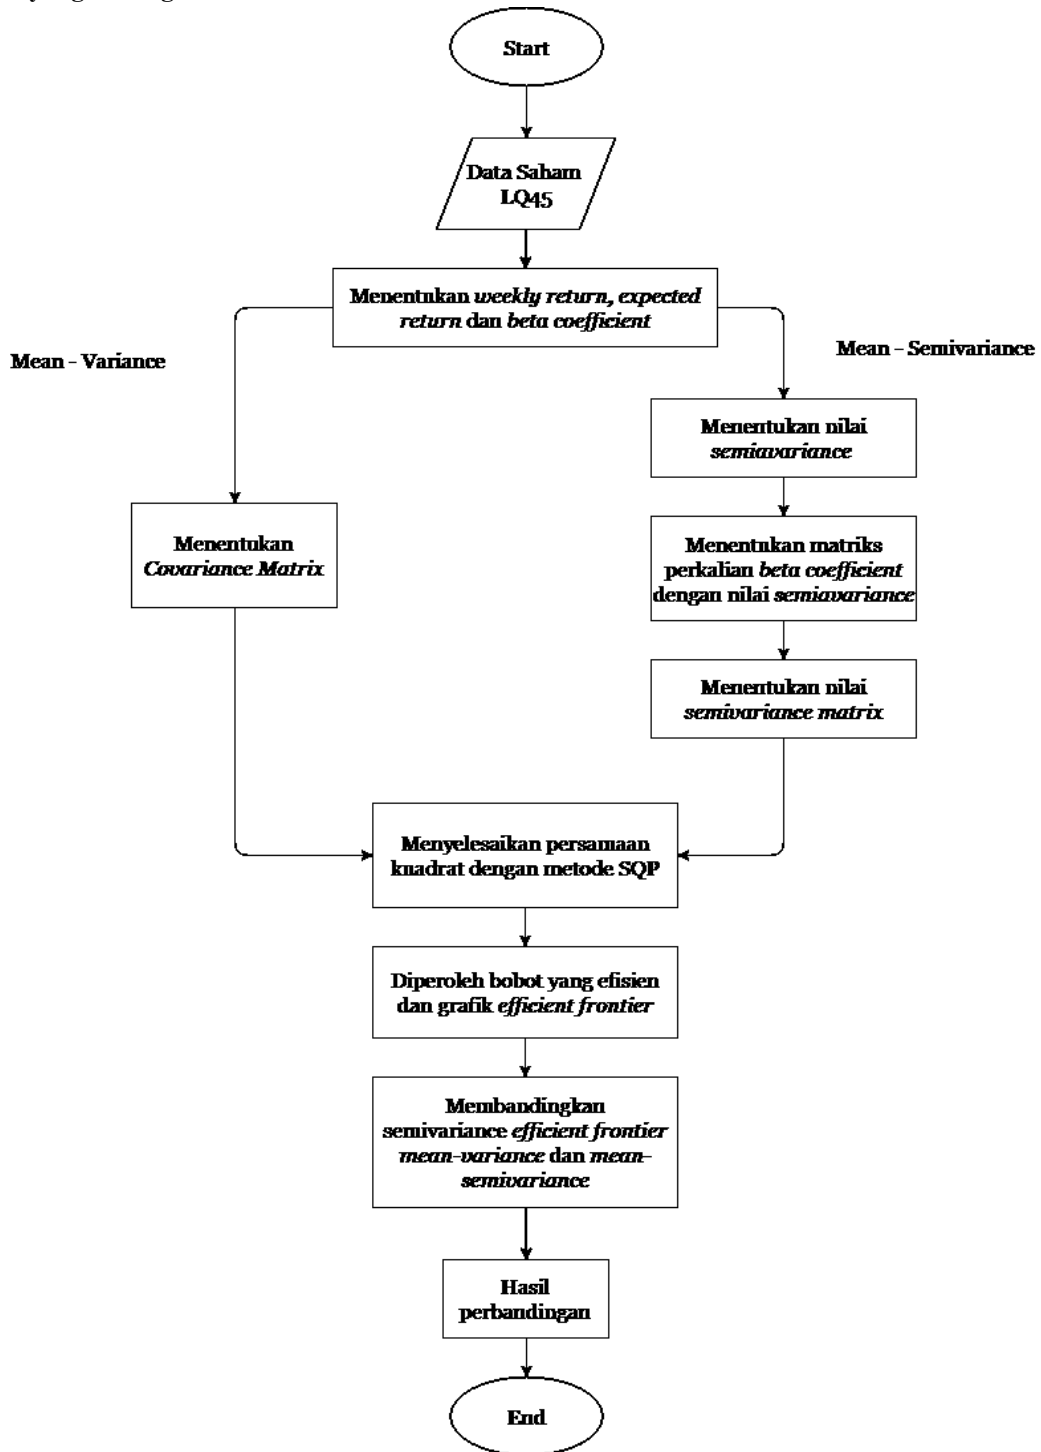 Start
Data Saham
LQ45
Menentukan weekly return, expected
return dan beta coefficient
Mean - Variance
Mean - Semivariance
Menentukan nilai
semiavariance
Menentukan
Covariance Matrix
Menentukan matriks
perkalian beta coefficient
dengan nilai semiavariance
Menentukan nilai
semivariance matrix
Menyelesaikan persamaan
kuadrat dengan metode SQP
Diperoleh bobot yang efisien
dan grafik efficient frontier
Membandingkan
semivariance efficient frontier
mean-variance dan mean-
semivariance
Hasil
perbandingan
End